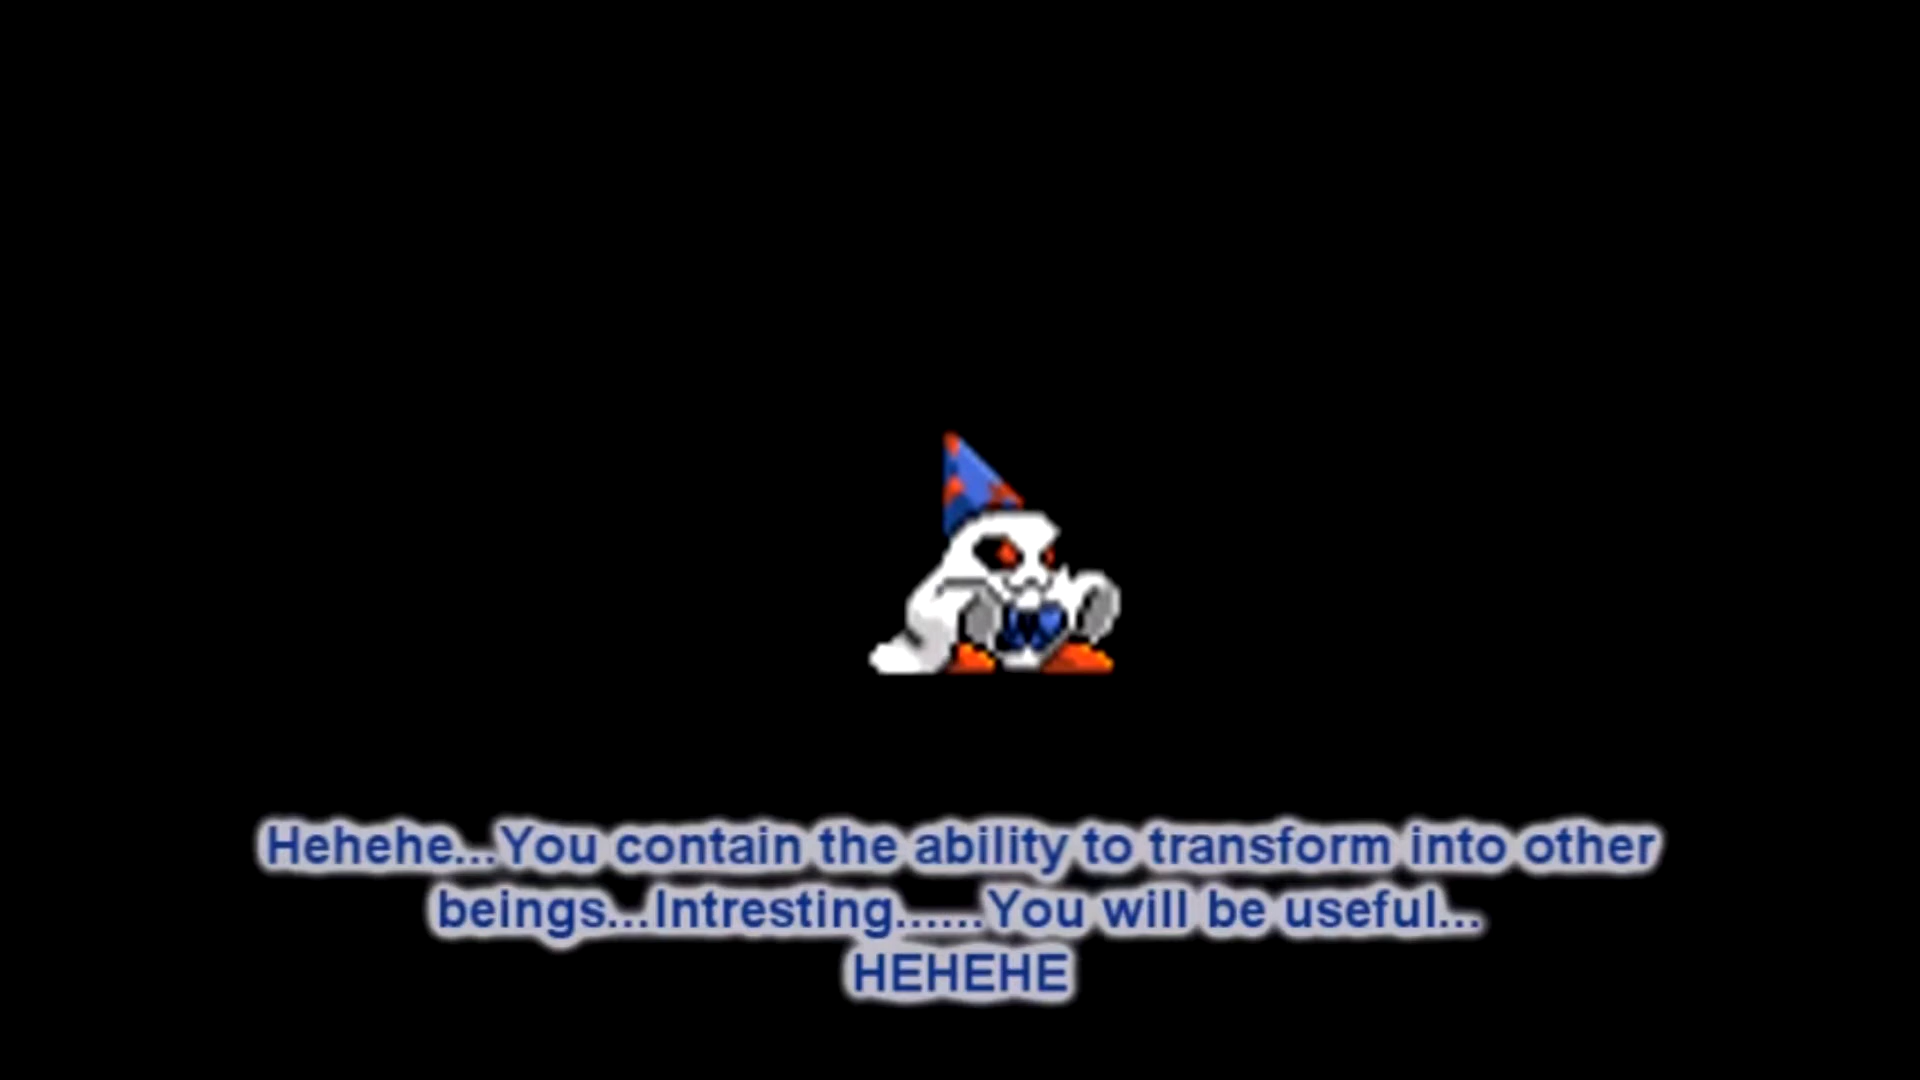 Hehehe...You contain the ability to transform into other
beings...Intresting......You will be useful...
HEHEHE